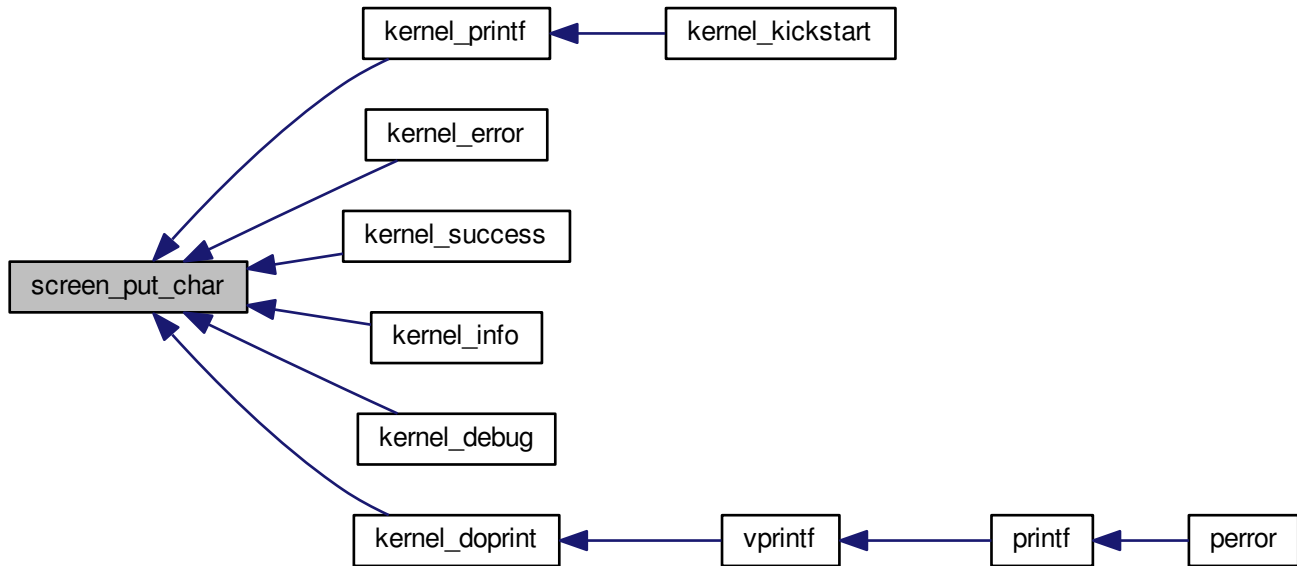 kernel_printf
kernel_kickstart
kernel_error
kernel_success
screen_put_char
kernel_info
kernel_debug
kernel_doprint
vprintf
printf
perror